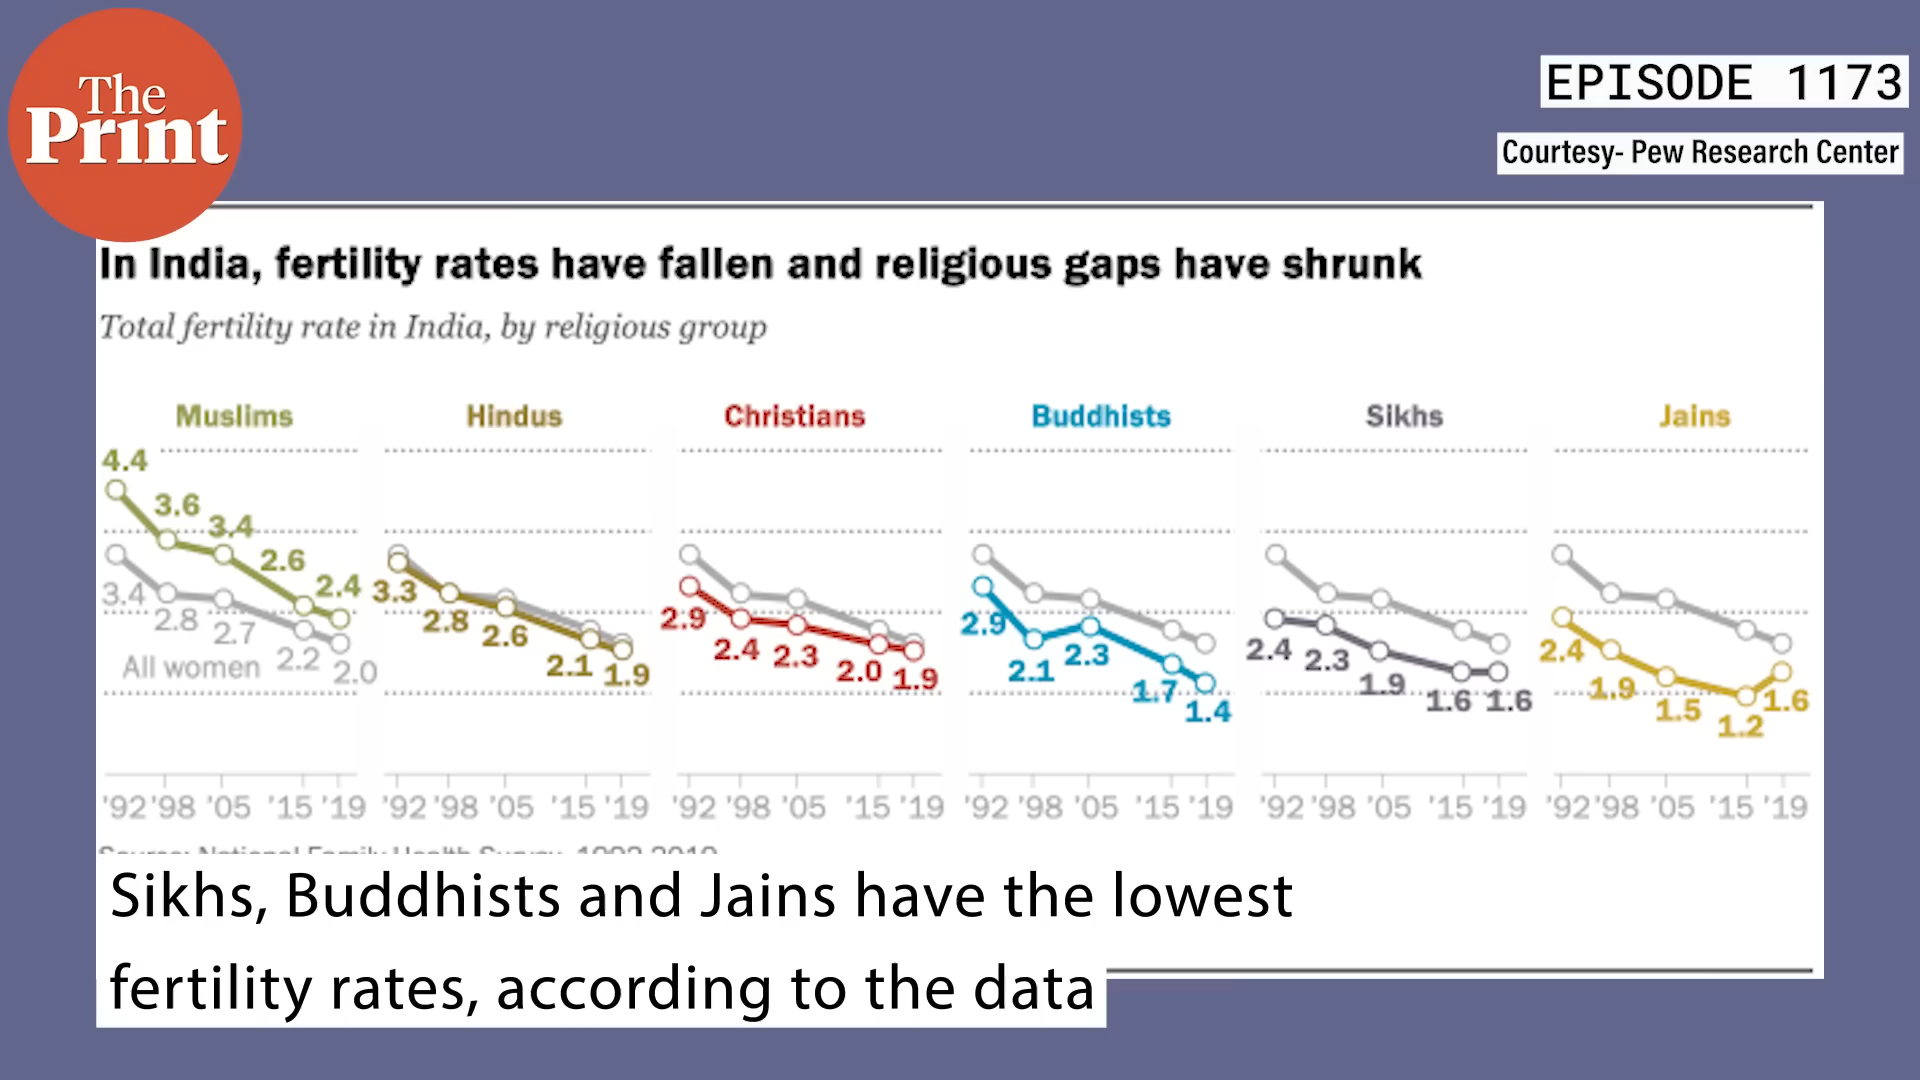 The
Print
EPISODE 1173
Courtesy- Pew Research Center
In India, fertility rates have fallen and religious gaps have shrunk
Total fertility rate in India, by religious group
Muslims Hindus Christians Buddhists Sikhs Jains
4.4 3.6 3.4 2.6 2.4
3.4 2.8 2.7 2.2 2.0
All women
3.3 2.8 2.6 2.1 1.9
2.9 2.4 2.3 2.0 1.9
2.9 2.1 2.3 1.7 1.4
2.4 2.3 1.9 1.6 1.6
2.4 1.9 1.5 1.2 1.6
'92 '98 '05 '15 '19 '92 '98 '05 '15 '19 '92 '98 '05 '15 '19 '92 '98 '05 '15 '19 '92 '98 '05 '15 '19 '92 '98 '05 '15 '19
Source: National Family Health Survey, 1992-2019
Sikhs, Buddhists and Jains have the lowest
fertility rates, according to the data